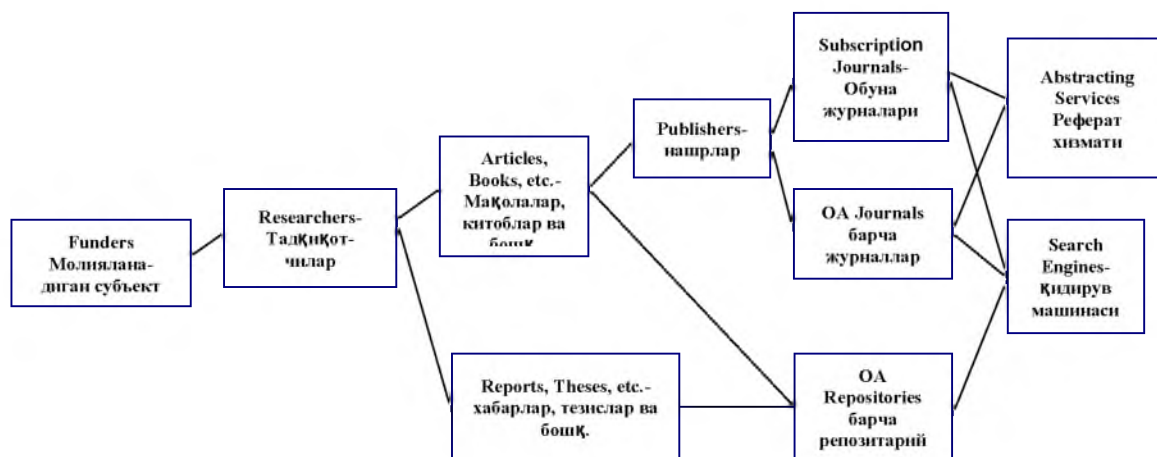 Funders
Молиялана-
диган субъект
Researchers-
Тадқиқот-
чилар
Articles,
Books, etc.-
Мақолалар,
китоблар ва
бошқ
Reports, Theses, etc.-
хабарлар, тезислар ва
бошқ.
Publishers-
нашрлар
Subscription
Journals-
Обуна
журналари
OA Journals
барча
журналлар
OA
Repositories
барча
репозитарий
Abstracting
Services
Реферат
хизмати
Search
Engines-
қидирув
машинаси